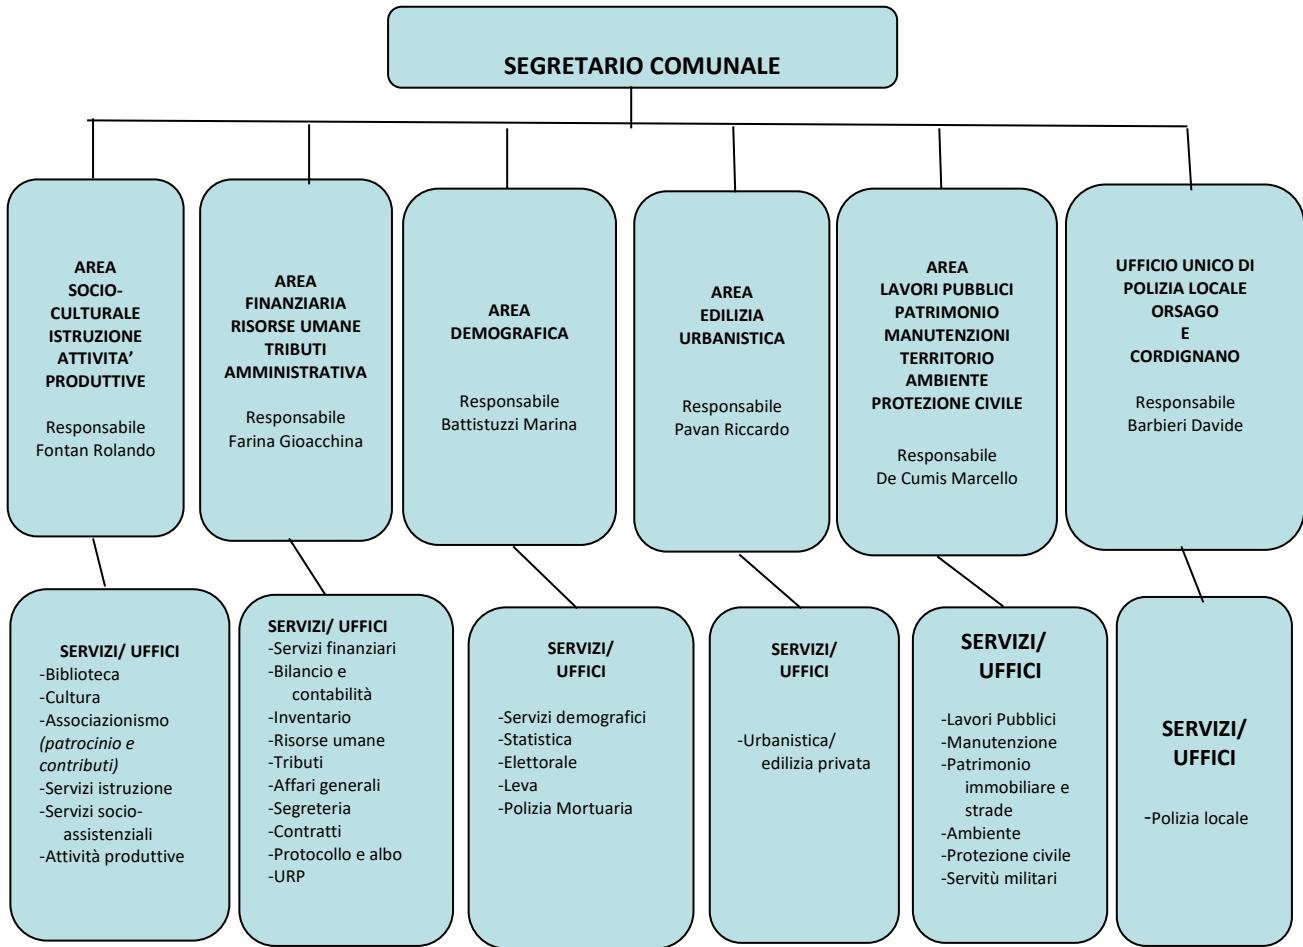 SEGRETARIO COMUNALE
AREA
SOCIO-
CULTURALE
ISTRUZIONE
ATTIVITA’
PRODUTTIVE
Responsabile
Fontan Rolando
AREA
FINANZIARIA
RISORSE UMANE
TRIBUTI
AMMINISTRATIVA
Responsabile
Farina Gioacchina
AREA
DEMOGRAFICA
Responsabile
Battistuzzi Marina
AREA
EDILIZIA
URBANISTICA
Responsabile
Pavan Riccardo
AREA
LAVORI PUBBLICI
PATRIMONIO
MANUTENZIONI
TERRITORIO
AMBIENTE
PROTEZIONE CIVILE
Responsabile
De Cumis Marcello
UFFICIO UNICO DI
POLIZIA LOCALE
ORSAGO
E
CORDIGNANO
Responsabile
Barbieri Davide
SERVIZI/ UFFICI
-Biblioteca
-Cultura
-Associazionismo
(patrocinio e
contributi)
-Servizi istruzione
-Servizi socio-
assistenziali
-Attività produttive
SERVIZI/ UFFICI
-Servizi finanziari
-Bilancio e
contabilità
-Inventario
-Risorse umane
-Tributi
-Affari generali
-Segreteria
-Contratti
-Protocollo e albo
-URP
SERVIZI/
UFFICI
-Servizi demografici
-Statistica
-Elettorale
-Leva
-Polizia Mortuaria
SERVIZI/
UFFICI
-Urbanistica/
edilizia privata
SERVIZI/
UFFICI
-Lavori Pubblici
-Manutenzione
-Patrimonio
immobiliare e
strade
-Ambiente
-Protezione civile
-Servitù militari
SERVIZI/
UFFICI
-Polizia locale